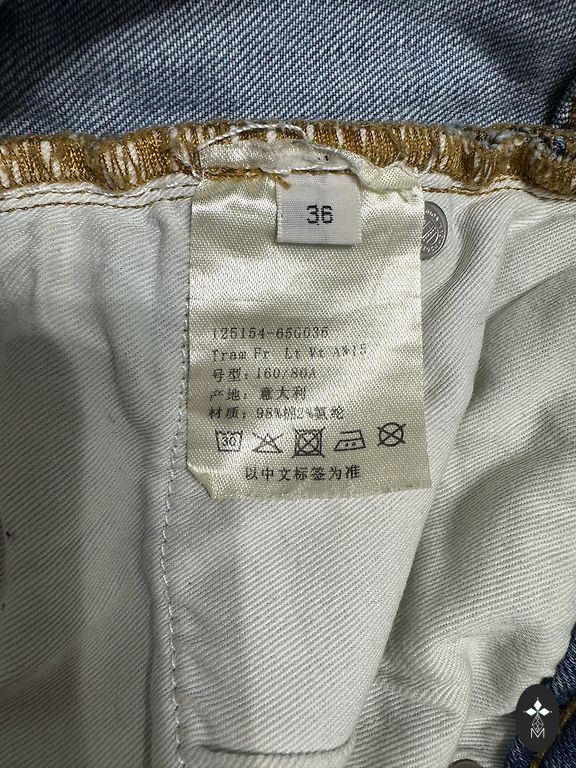 36
125154-65G036
Tram Fr Lt Vt A%15
号型: 160/80A
产地: 意大利
材质: 98%棉2%氨纶
30
以中文标签为准